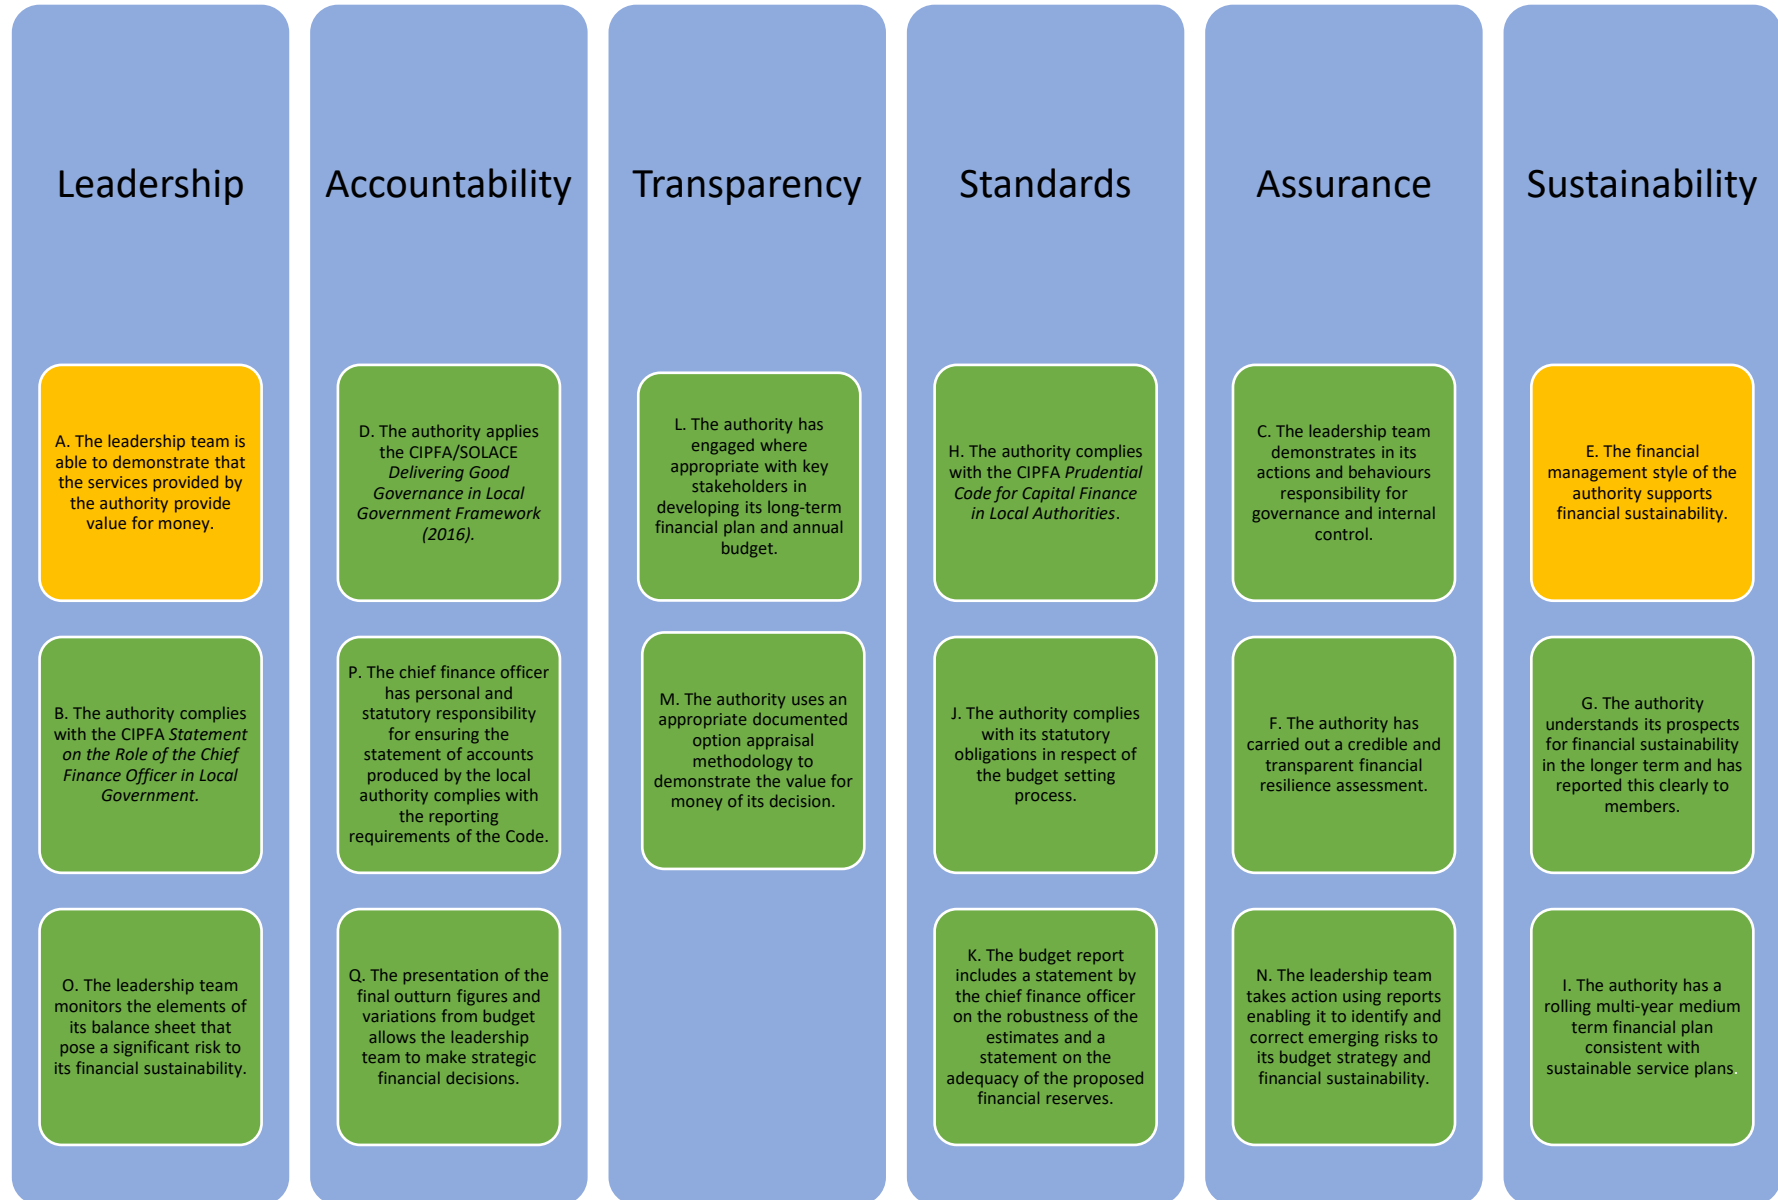 Leadership
A. The leadership team is
able to demonstrate that
the services provided by
the authority provide
value for money.
B. The authority complies
with the CIPFA Statement
on the Role of the Chief
Finance Officer in Local
Government.
O. The leadership team
monitors the elements of
its balance sheet that
pose a significant risk to
its financial sustainability.
Accountability
D. The authority applies
the CIPFA/SOLACE
Delivering Good
Governance in Local
Government Framework
(2016).
P. The chief finance officer
has personal and
statutory responsibility
for ensuring the
statement of accounts
produced by the local
authority complies with
the reporting
requirements of the Code.
Q. The presentation of the
final outturn figures and
variations from budget
allows the leadership
team to make strategic
financial decisions.
Transparency
L. The authority has
engaged where
appropriate with key
stakeholders in
developing its long-term
financial plan and annual
budget.
M. The authority uses an
appropriate documented
option appraisal
methodology to
demonstrate the value for
money of its decision.
Standards
H. The authority complies
with the CIPFA Prudential
Code for Capital Finance
in Local Authorities.
J. The authority complies
with its statutory
obligations in respect of
the budget setting
process.
K. The budget report
includes a statement by
the chief finance officer
on the robustness of the
estimates and a
statement on the
adequacy of the proposed
financial reserves.
Assurance
C. The leadership team
demonstrates in its
actions and behaviours
responsibility for
governance and internal
control.
F. The authority has
carried out a credible and
transparent financial
resilience assessment.
N. The leadership team
takes action using reports
enabling it to identify and
correct emerging risks to
its budget strategy and
financial sustainability.
Sustainability
E. The financial
management style of the
authority supports
financial sustainability.
G. The authority
understands its prospects
for financial sustainability
in the longer term and has
reported this clearly to
members.
I. The authority has a
rolling multi-year medium
term financial plan
consistent with
sustainable service plans.